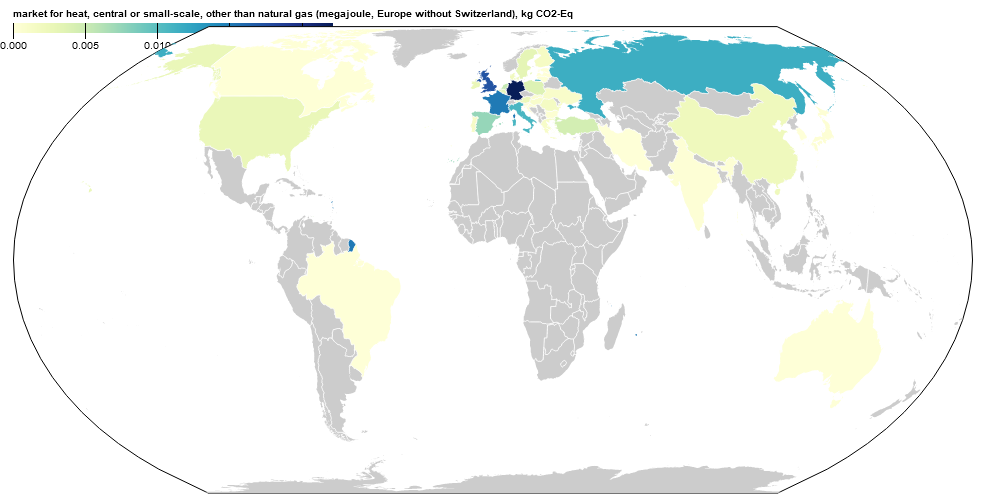 market for heat, central or small-scale, other than natural gas (megajoule, Europe without Switzerland), kg CO2-Eq
0.000 0.005 0.010